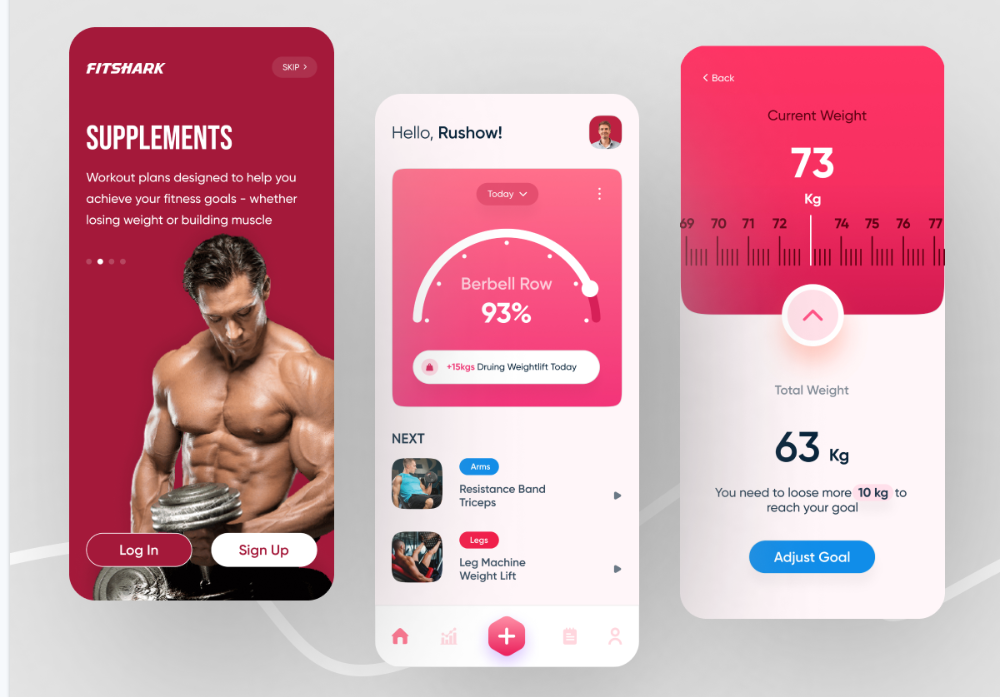 FITSHARK
SKIP >
SUPPLEMENTS
Workout plans designed to help you
achieve your fitness goals - whether
losing weight or building muscle
Log In
Sign Up
Hello, Rushow!
Today
Berbell Row
93%
+15kgs Druing Weightlift Today
NEXT
Arms
Resistance Band
Triceps
Legs
Leg Machine
Weight Lift
< Back
Current Weight
73
Kg
69 70 71 72 74 75 76 77
Total Weight
63 Kg
You need to loose more 10 kg to
reach your goal
Adjust Goal